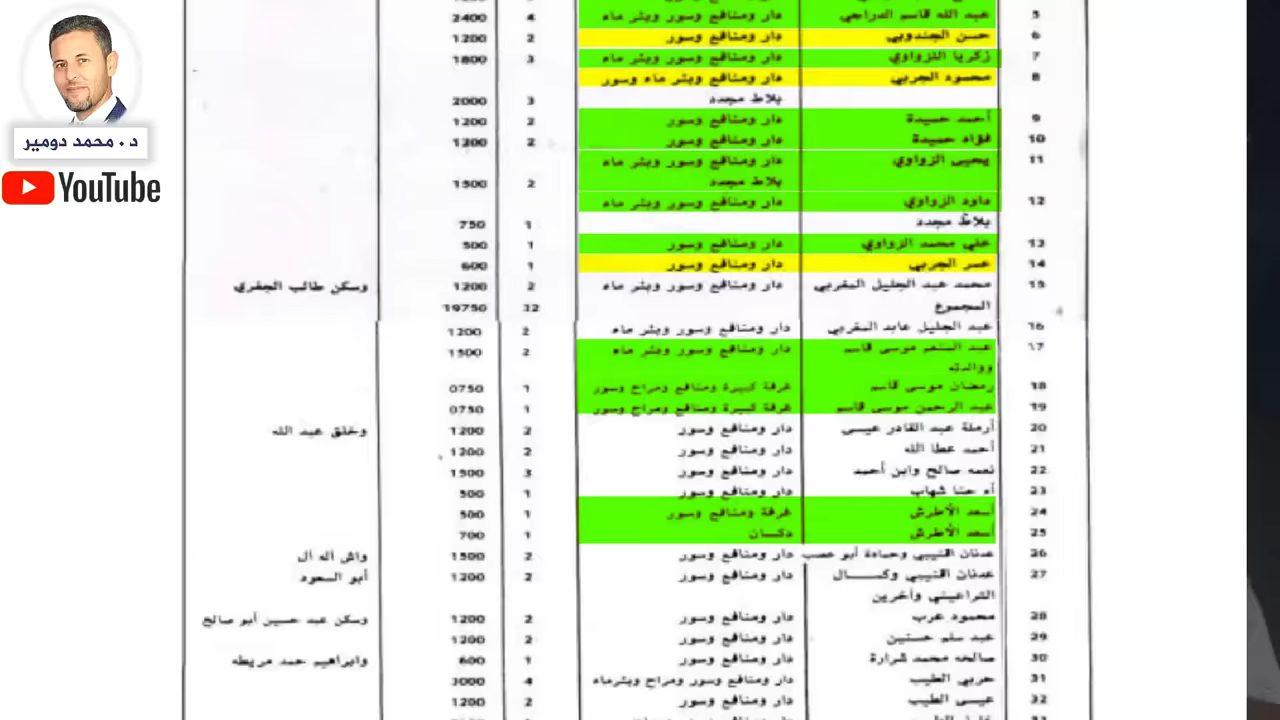 د. محمد دومير
YouTube
5 عبد الله قاسم الدراجي دار ومنافع وسور وبئر ماء 4 2400
6 حسن الجندوبي دار ومنافع وسور 2 1200
7 زكريا الزواوي دار ومنافع وسور وبئر ماء 3 1800
8 محمود الجربي دار ومنافع وبئر ماء وسور
بلاط مجدد 3 2000
9 أحمد حميدة دار ومنافع وسور 2 1200
10 فؤاد حميدة دار ومنافع وسور 2 1200
11 يحيى الزواوي دار ومنافع وسور وبئر ماء
بلاط مجدد 2 1500
12 داود الزواوي دار ومنافع وسور وبئر ماء
بلاط مجدد 1 750
13 علي محمد الزواوي دار ومنافع وسور 1 500
14 عمر الجربي دار ومنافع وسور 1 600
15 محمد عبد الجليل المغربي دار ومنافع وسور وبئر ماء 2 1200 وسكن طالب الجفري
المجموع 32 19750
16 عبد الجليل عابد المغربي دار ومنافع وسور وبئر ماء 2 1200
17 عبد المنعم موسى قاسم دار ومنافع وسور وبئر ماء 2 1500
ووالدته
18 رمضان موسى قاسم غرفة كبيرة ومنافع ومراح وسور 1 0750
19 عبد الرحمن موسى قاسم غرفة كبيرة ومنافع ومراح وسور 1 0750
20 أرملة عبد القادر عيسى دار ومنافع وسور 2 1200 وخلق عبد الله
21 أحمد عطا الله دار ومنافع وسور 2 1200
22 نعمه صالح وابن أحمد دار ومنافع وسور 3 1500
23 حنا شهاب دار ومنافع وسور 1 500
24 أسعد الأطرش غرفة ومنافع وسور 1 500
25 أسعد الأطرش دكان 1 700
26 عدنان وحمادة أبو عصب دار ومنافع وسور 2 1500
27 عدنان وكمال دار ومنافع وسور 2 1200 أبو السعود
وأخرين
28 محمود عرب دار ومنافع وسور 2 1200 وسكن عبد حسين أبو صالح
29 عبد سلم حسنين دار ومنافع وسور 2 1200
30 صالحه محمد شرارة دار ومنافع وسور 1 600 وابراهيم حمد مريطه
31 حربي الطيب دار ومنافع وسور ومراح وبئرماء 4 3000
32 عيسى الطيب دار ومنافع وسور 2 1200